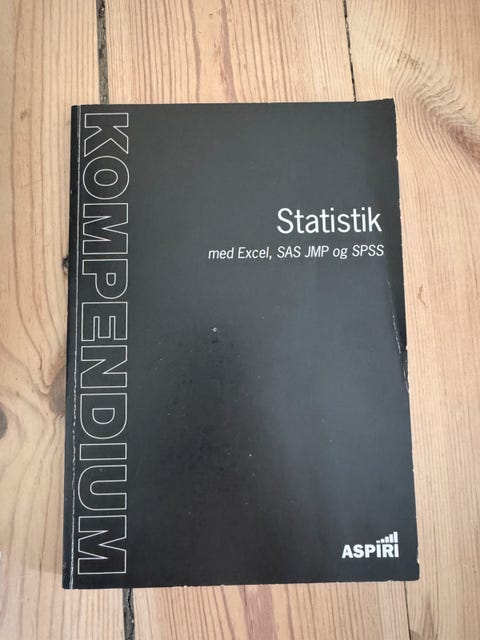 KOMPENDIUM
Statistik
med Excel, SAS JMP og SPSS
ASPIRI